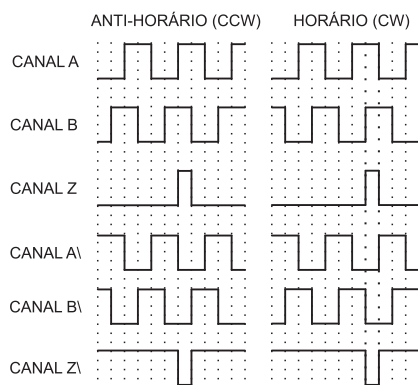 ANTI-HORÁRIO (CCW) HORÁRIO (CW)
CANAL A
CANAL B
CANAL Z
CANAL A\
CANAL B\
CANAL Z\